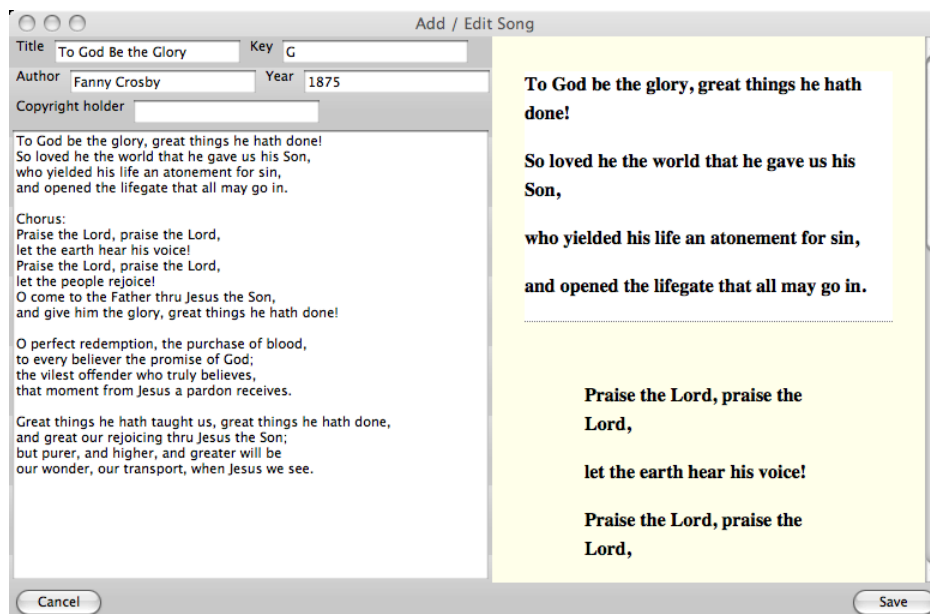 Add / Edit Song
Title To God Be the Glory Key G
Author Fanny Crosby Year 1875
Copyright holder
To God be the glory, great things he hath done!
So loved he the world that he gave us his Son,
who yielded his life an atonement for sin,
and opened the lifegate that all may go in.
Chorus:
Praise the Lord, praise the Lord,
let the earth hear his voice!
Praise the Lord, praise the Lord,
let the people rejoice!
O come to the Father thru Jesus the Son,
and give him the glory, great things he hath done!
O perfect redemption, the purchase of blood,
to every believer the promise of God;
the vilest offender who truly believes,
that moment from Jesus a pardon receives.
Great things he hath taught us, great things he hath done,
and great our rejoicing thru Jesus the Son;
but purer, and higher, and greater will be
our wonder, our transport, when Jesus we see.
To God be the glory, great things he hath
done!
So loved he the world that he gave us his
Son,
who yielded his life an atonement for sin,
and opened the lifegate that all may go in.
Praise the Lord, praise the
Lord,
let the earth hear his voice!
Praise the Lord, praise the
Lord,
Cancel
Save